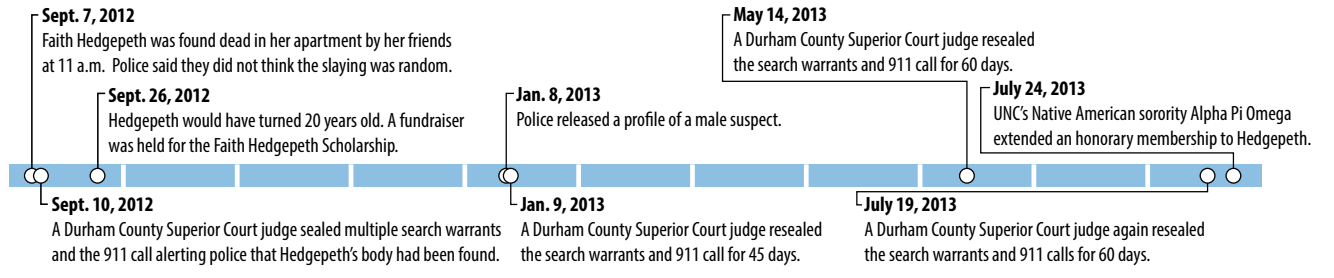 Sept. 7, 2012
Faith Hedgepeth was found dead in her apartment by her friends
at 11 a.m.  Police said they did not think the slaying was random.
Sept. 10, 2012
A Durham County Superior Court judge sealed multiple search warrants
and the 911 call alerting police that Hedgepeth’s body had been found.
Sept. 26, 2012
Hedgepeth would have turned 20 years old. A fundraiser
was held for the Faith Hedgepeth Scholarship.
Jan. 8, 2013
Police released a profile of a male suspect.
Jan. 9, 2013
A Durham County Superior Court judge resealed
the search warrants and 911 call for 45 days.
May 14, 2013
A Durham County Superior Court judge resealed
the search warrants and 911 call for 60 days.
July 19, 2013
A Durham County Superior Court judge again resealed
the search warrants and 911 calls for 60 days.
July 24, 2013
UNC’s Native American sorority Alpha Pi Omega
extended an honorary membership to Hedgepeth.